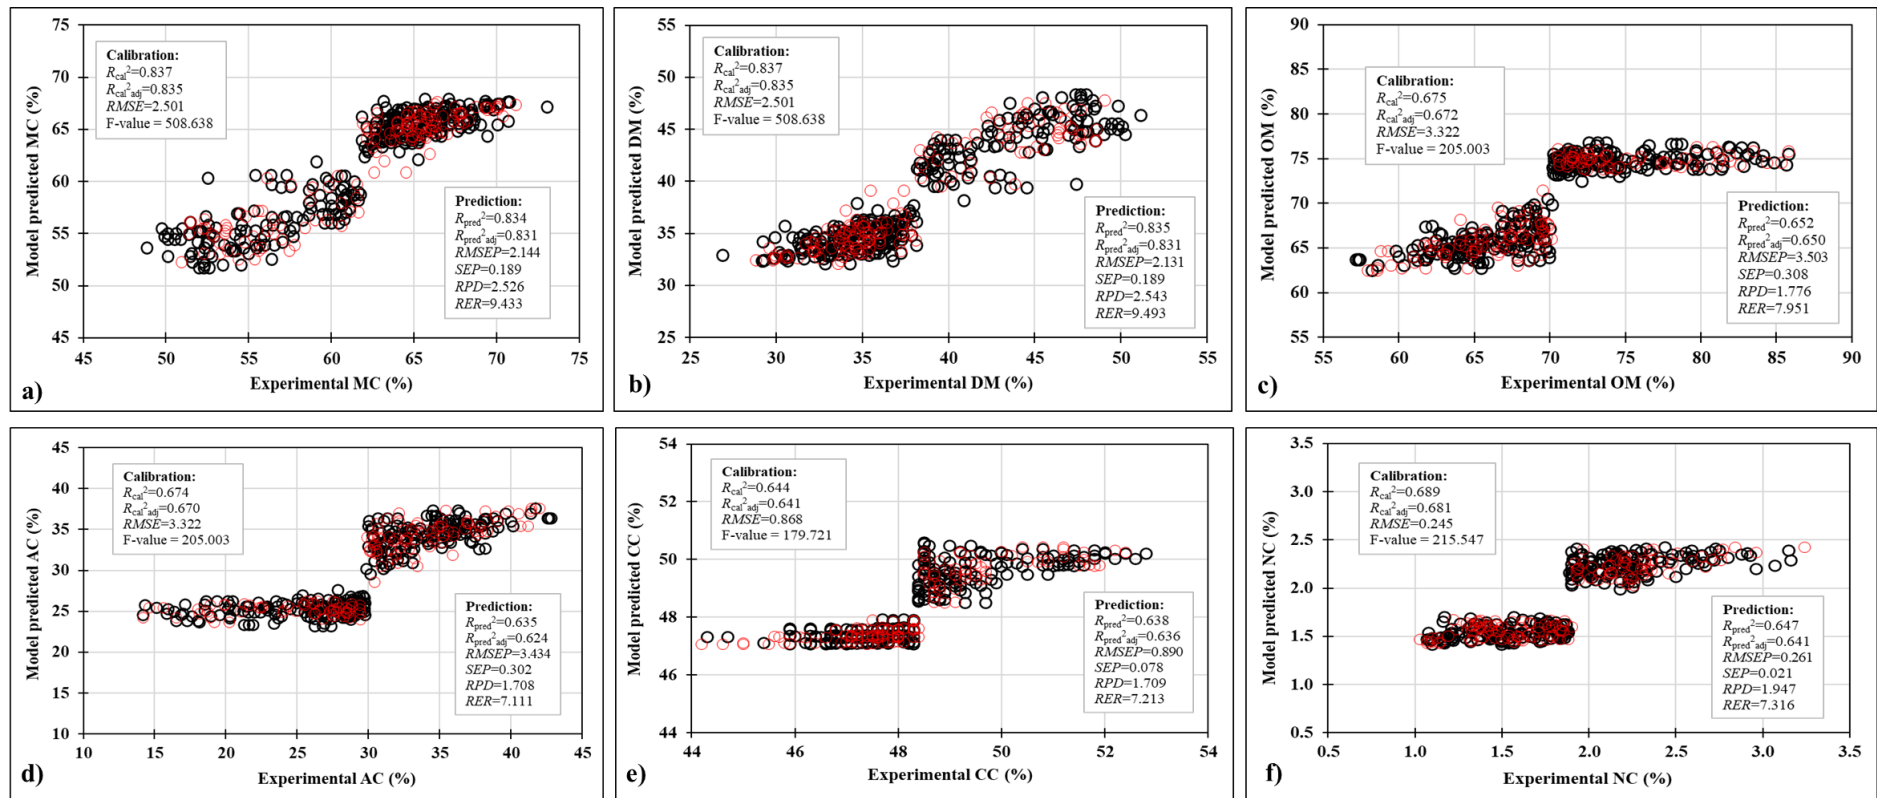 75
70
65
60
55
50
45
45
50
55
60
65
70
75
Model predicted MC (%)
Experimental MC (%)
Calibration:
Rcal²=0.837
Rcal²adj=0.835
RMSE=2.501
F-value = 508.638
Prediction:
Rpred²=0.834
Rpred²adj=0.831
RMSEP=2.144
SEP=0.189
RPD=2.526
RER=9.433
a)
55
50
45
40
35
30
25
25
30
35
40
45
50
55
Model predicted DM (%)
Experimental DM (%)
Calibration:
Rcal²=0.837
Rcal²adj=0.835
RMSE=2.501
F-value = 508.638
Prediction:
Rpred²=0.835
Rpred²adj=0.831
RMSEP=2.131
SEP=0.189
RPD=2.543
RER=9.493
b)
90
85
80
75
70
65
60
55
55
60
65
70
75
80
85
90
Model predicted OM (%)
Experimental OM (%)
Calibration:
Rcal²=0.675
Rcal²adj=0.672
RMSE=3.322
F-value = 205.003
Prediction:
Rpred²=0.652
Rpred²adj=0.650
RMSEP=3.503
SEP=0.308
RPD=1.776
RER=7.951
c)
45
40
35
30
25
20
15
10
10
15
20
25
30
35
40
45
Model predicted AC (%)
Experimental AC (%)
Calibration:
Rcal²=0.674
Rcal²adj=0.670
RMSE=3.322
F-value = 205.003
Prediction:
Rpred²=0.635
Rpred²adj=0.624
RMSEP=3.434
SEP=0.302
RPD=1.708
RER=7.111
d)
54
52
50
48
46
44
44
46
48
50
52
54
Model predicted CC (%)
Experimental CC (%)
Calibration:
Rcal²=0.644
Rcal²adj=0.641
RMSE=0.868
F-value = 179.721
Prediction:
Rpred²=0.638
Rpred²adj=0.636
RMSEP=0.890
SEP=0.078
RPD=1.709
RER=7.213
e)
3.5
3.0
2.5
2.0
1.5
1.0
0.5
0.5
1.0
1.5
2.0
2.5
3.0
3.5
Model predicted NC (%)
Experimental NC (%)
Calibration:
Rcal²=0.689
Rcal²adj=0.681
RMSE=0.245
F-value = 215.547
Prediction:
Rpred²=0.647
Rpred²adj=0.641
RMSEP=0.261
SEP=0.021
RPD=1.947
RER=7.316
f)